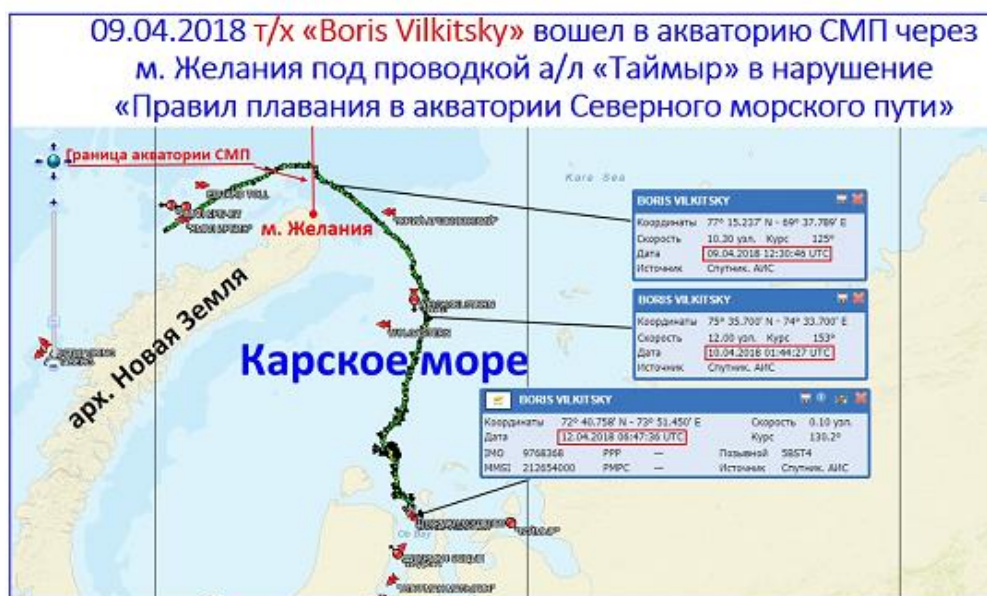 09.04.2018 т/х «Boris Vilkitsky» вошел в акваторию СМП через
м. Желания под проводкой а/л «Таймыр» в нарушение
«Правил плавания в акватории Северного морского пути»
Граница акватории СМП
Kara Sea
EDUARD TOLL
м. Желания
арх. Новая Земля
Карское море
Ob Bay
"ТАЙМЫР"
BORIS VILKITSKY
Координаты 77° 15.237' N - 69° 37.789' E
Скорость 10.30 узл. Курс 125°
Дата 09.04.2018 12:30:46 UTC
Источник Спутник. АИС
BORIS VILKITSKY
Координаты 75° 35.700' N - 74° 33.700' E
Скорость 12.00 узл. Курс 153°
Дата 10.04.2018 01:44:27 UTC
Источник Спутник. АИС
BORIS VILKITSKY
Координаты 72° 40.758' N - 73° 51.450' E Скорость 0.10 узл.
Дата 12.04.2018 06:47:36 UTC Курс 130.2°
IMO 9768368 РРР — Позывной 5BST4
MMSI 212654000 РМРС — Источник Спутник. АИС